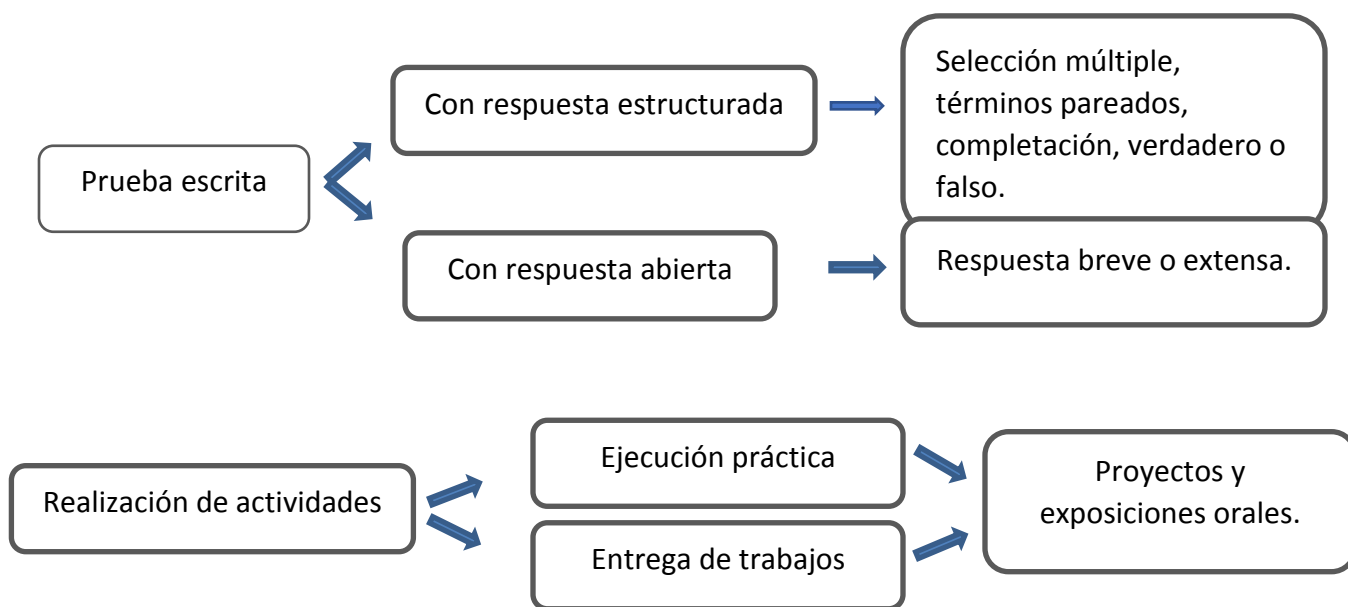 Prueba escrita
Con respuesta estructurada
Selección múltiple,
términos pareados,
completación, verdadero o
falso.
Con respuesta abierta
Respuesta breve o extensa.
Realización de actividades
Ejecución práctica
Entrega de trabajos
Proyectos y
exposiciones orales.